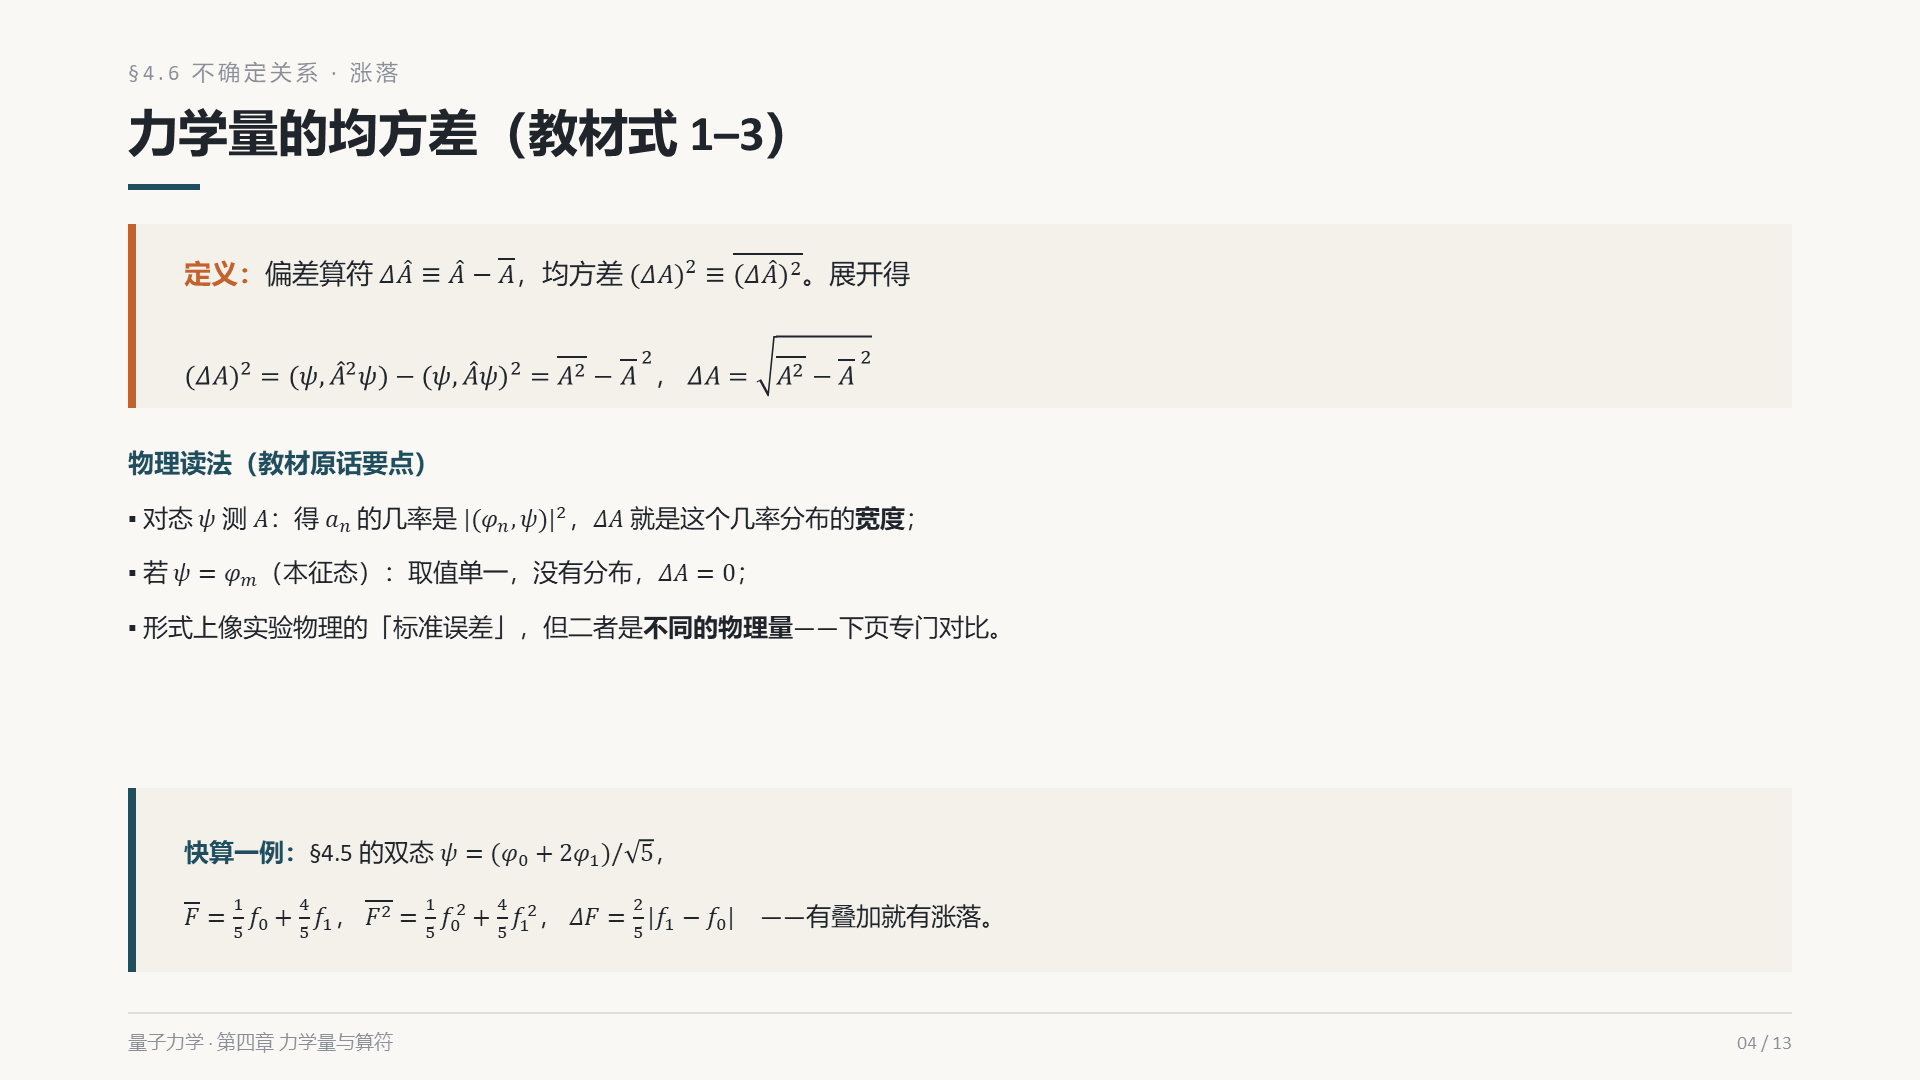 §4.6 不确定关系 · 涨落
力学量的均方差（教材式 1–3）
定义：偏差算符 ΔÂ ≡ Â − A̅，均方差 (ΔA)² ≡ \overline{(ΔÂ)²}。展开得
(ΔA)² = (ψ, Â²ψ) − (ψ, Âψ)² = \overline{A²} − A̅²， ΔA = √(\overline{A²} − A̅²)
物理读法（教材原话要点）
▪ 对态 ψ 测 A：得 aₙ 的几率是 |(φₙ, ψ)|²，ΔA 就是这个几率分布的宽度；
▪ 若 ψ = φₘ（本征态）：取值单一，没有分布，ΔA = 0；
▪ 形式上像实验物理的「标准误差」，但二者是不同的物理量——下页专门对比。
快算一例：§4.5 的双态 ψ = (φ₀ + 2φ₁)/√5，
F̅ = 1/5 f₀ + 4/5 f₁， \overline{F²} = 1/5 f₀² + 4/5 f₁²， ΔF = 2/5 |f₁ − f₀| ——有叠加就有涨落。
量子力学 · 第四章 力学量与算符
04 / 13